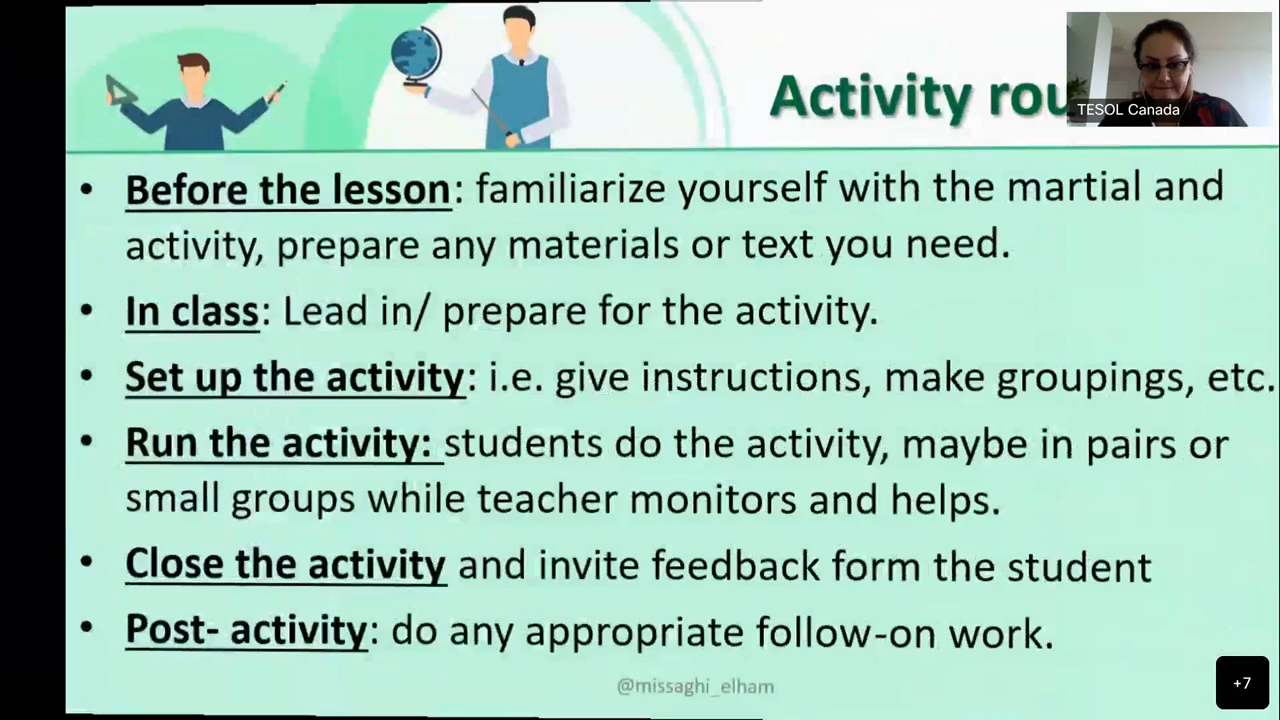 Activity rou
TESOL Canada
• Before the lesson: familiarize yourself with the martial and
activity, prepare any materials or text you need.
• In class: Lead in/ prepare for the activity.
• Set up the activity: i.e. give instructions, make groupings, etc.
• Run the activity: students do the activity, maybe in pairs or
small groups while teacher monitors and helps.
• Close the activity and invite feedback form the student
• Post- activity: do any appropriate follow-on work.
@missaghi_elham
+7